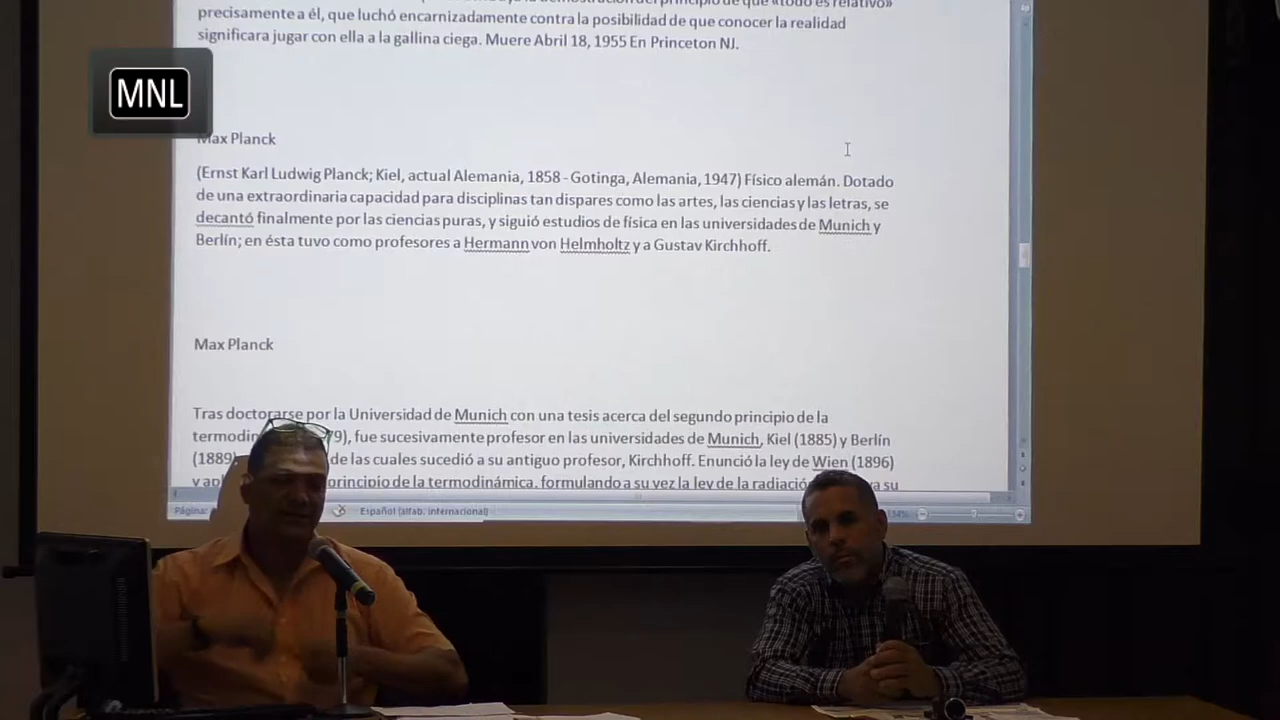 precisamente a él, que luchó encarnizadamente contra la posibilidad de que conocer la realidad
significara jugar con ella a la gallina ciega. Muere Abril 18, 1955 En Princeton NJ.
MNL
Max Planck
(Ernst Karl Ludwig Planck; Kiel, actual Alemania, 1858 - Gotinga, Alemania, 1947) Físico alemán. Dotado
de una extraordinaria capacidad para disciplinas tan dispares como las artes, las ciencias y las letras, se
decantó finalmente por las ciencias puras, y siguió estudios de física en las universidades de Munich y
Berlín; en ésta tuvo como profesores a Hermann von Helmholtz y a Gustav Kirchhoff.
Max Planck
Tras doctorarse por la Universidad de Munich con una tesis acerca del segundo principio de la
fue sucesivamente profesor en las universidades de Munich, Kiel (1885) y Berlín
(1889) de las cuales sucedió a su antiguo profesor, Kirchhoff. Enunció la ley de Wien (1896)
principio de la termodinámica, formulando a su vez la ley de la su
Página: Español (alfab. internacional)